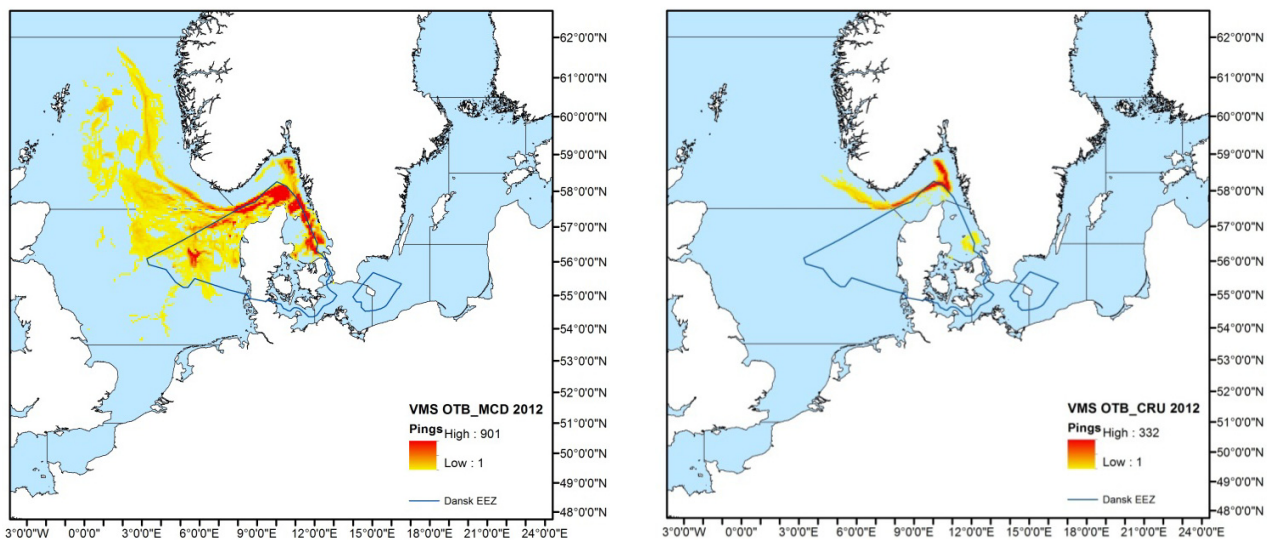 62°0'0"N
61°0'0"N
60°0'0"N
59°0'0"N
58°0'0"N
57°0'0"N
56°0'0"N
55°0'0"N
54°0'0"N
53°0'0"N
52°0'0"N
51°0'0"N
50°0'0"N
49°0'0"N
48°0'0"N
VMS OTB_MCD 2012
Pings High : 901
Low : 1
Dansk EEZ
3°0'0"W 0°0'0"E 3°0'0"E 6°0'0"E 9°0'0"E 12°0'0"E 15°0'0"E 18°0'0"E 21°0'0"E 24°0'0"E
62°0'0"N
61°0'0"N
60°0'0"N
59°0'0"N
58°0'0"N
57°0'0"N
56°0'0"N
55°0'0"N
54°0'0"N
53°0'0"N
52°0'0"N
51°0'0"N
50°0'0"N
49°0'0"N
48°0'0"N
VMS OTB_CRU 2012
Pings High : 332
Low : 1
Dansk EEZ
3°0'0"W 0°0'0"E 3°0'0"E 6°0'0"E 9°0'0"E 12°0'0"E 15°0'0"E 18°0'0"E 21°0'0"E 24°0'0"E